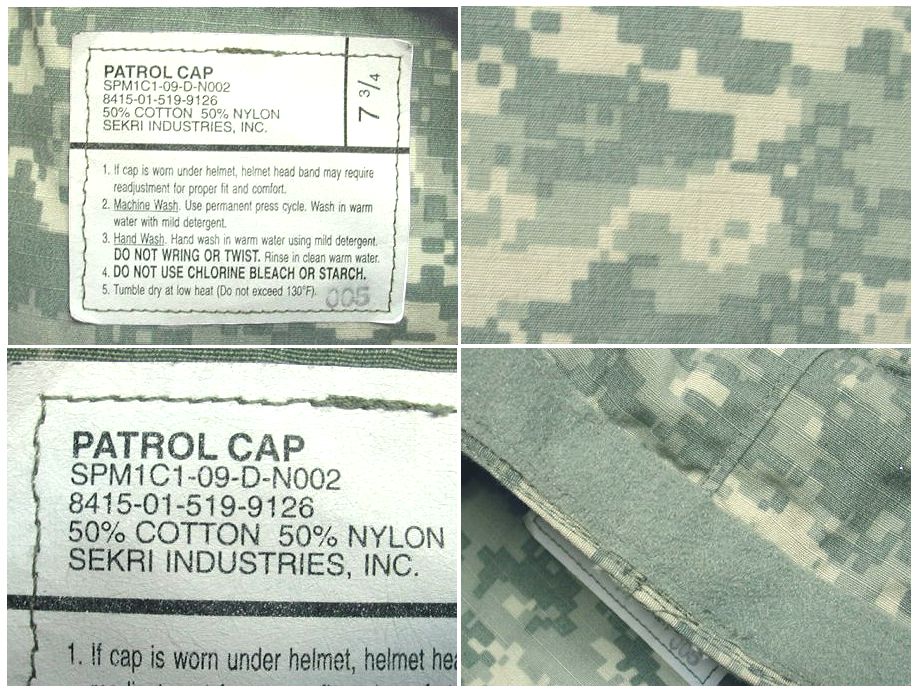 PATROL CAP
SPM1C1-09-D-N002
8415-01-519-9126
50% COTTON 50% NYLON
SEKRI INDUSTRIES, INC.
7 3/4
1. If cap is worn under helmet, helmet head band may require
readjustment for proper fit and comfort.
2. Machine Wash. Use permanent press cycle. Wash in warm
water with mild detergent.
3. Hand Wash. Hand wash in warm water using mild detergent.
DO NOT WRING OR TWIST. Rinse in clean warm water.
4. DO NOT USE CHLORINE BLEACH OR STARCH.
5. Tumble dry at low heat (Do not exceed 130°F).
005
PATROL CAP
SPM1C1-09-D-N002
8415-01-519-9126
50% COTTON 50% NYLON
SEKRI INDUSTRIES, INC.
1. If cap is worn under helmet, helmet hea
005